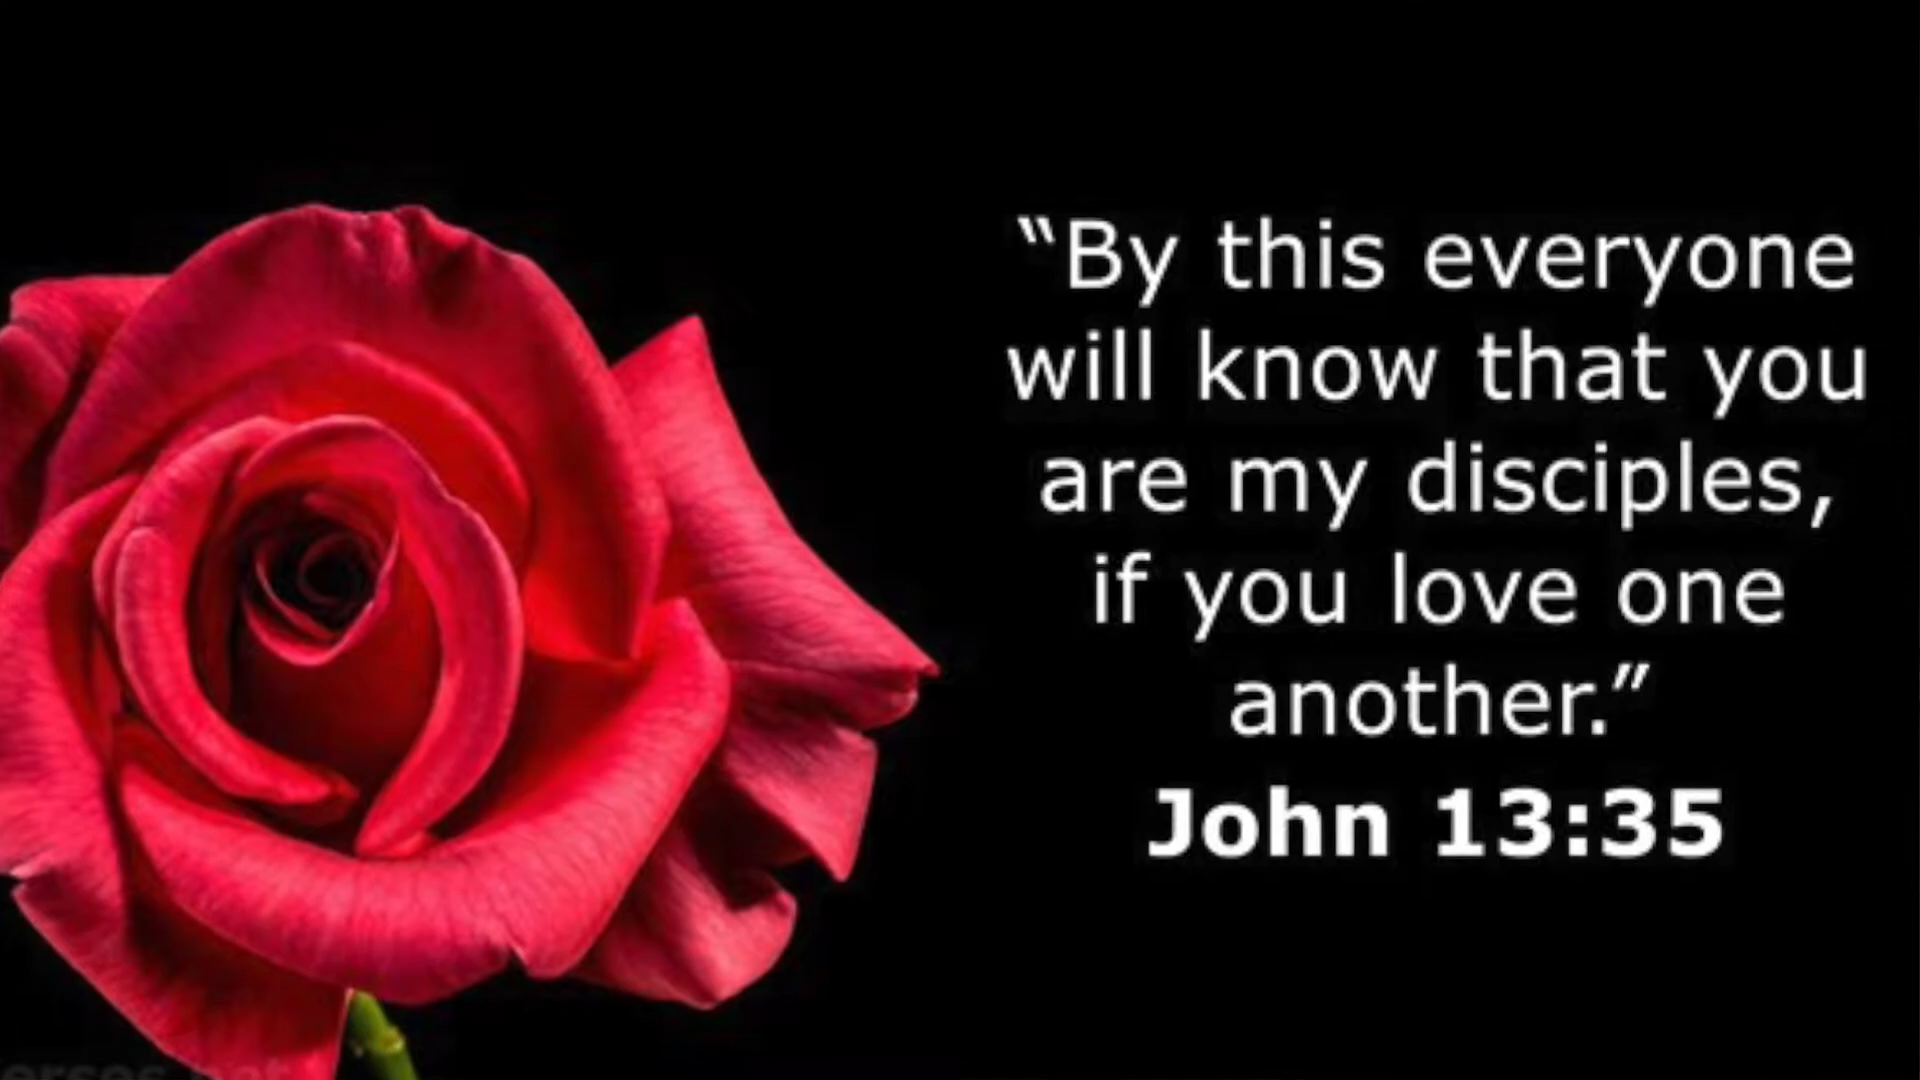 “By this everyone
will know that you
are my disciples,
if you love one
another.”
John 13:35